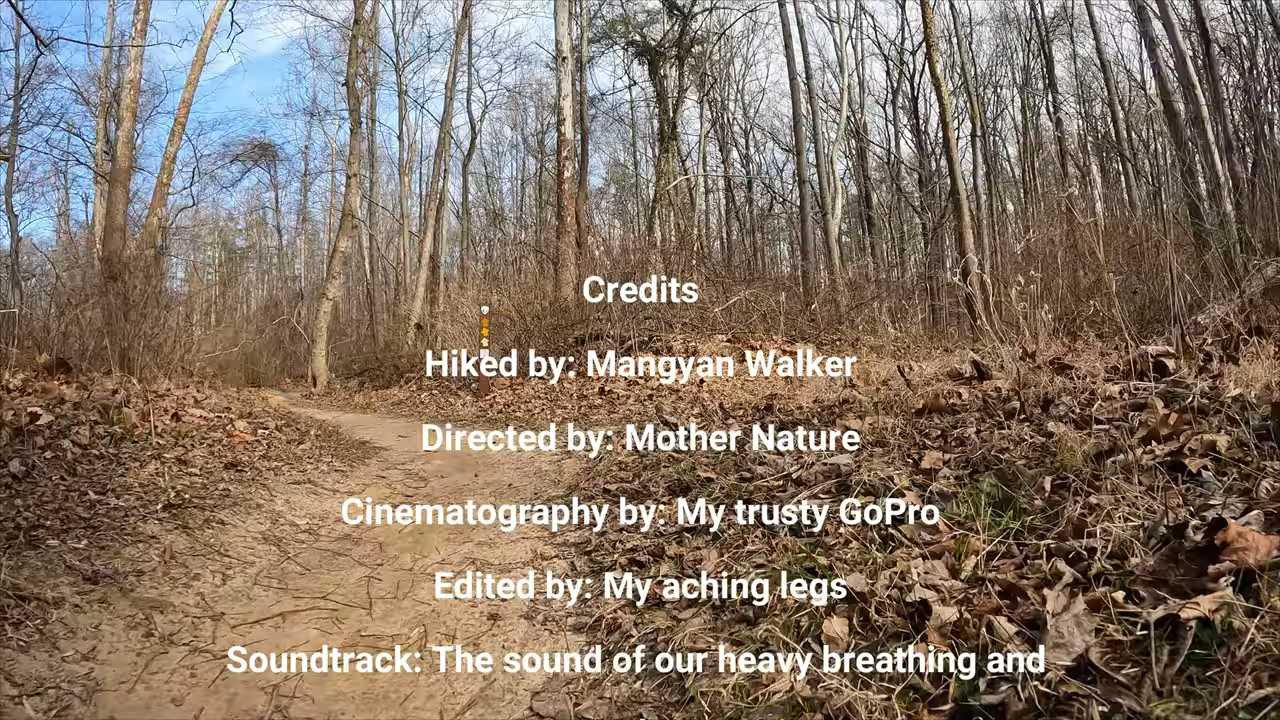 Credits
Hiked by: Mangyan Walker
Directed by: Mother Nature
Cinematography by: My trusty GoPro
Edited by: My aching legs
Soundtrack: The sound of our heavy breathing and